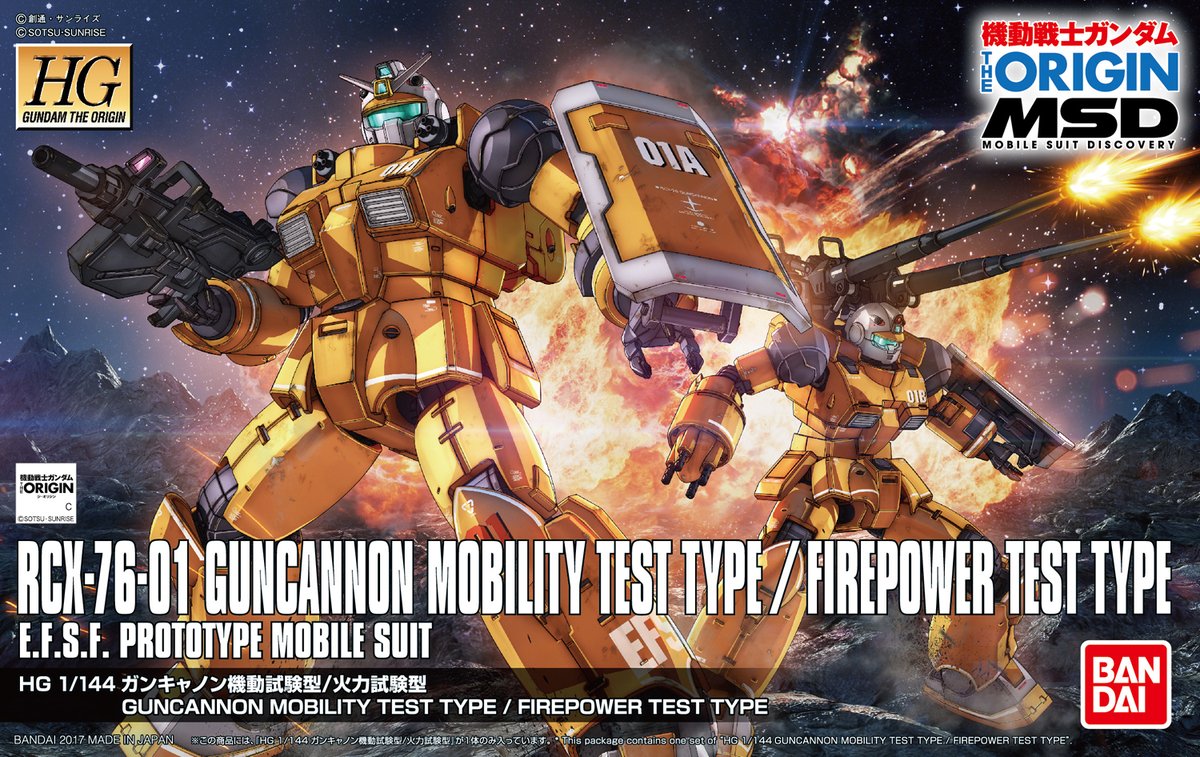 ©創通・サンライズ
©SOTSU・SUNRISE
HG
GUNDAM THE ORIGIN
機動戦士ガンダム
THE ORIGIN
MSD
MOBILE SUIT DISCOVERY
01A
01B
機動戦士ガンダム
THE ORIGIN
C
©SOTSU・SUNRISE
RCX-76-01 GUNCANNON MOBILITY TEST TYPE / FIREPOWER TEST TYPE
E.F.S.F. PROTOTYPE MOBILE SUIT
EFS
HG 1/144 ガンキャノン機動試験型/火力試験型
GUNCANNON MOBILITY TEST TYPE / FIREPOWER TEST TYPE
BAN
DAI
BANDAI 2017 MADE IN JAPAN ※この商品には、「HG 1/144 ガンキャノン機動試験型/火力試験型」が1体のみ入っています。* This package contains one set of "HG 1/144 GUNCANNON MOBILITY TEST TYPE / FIREPOWER TEST TYPE".